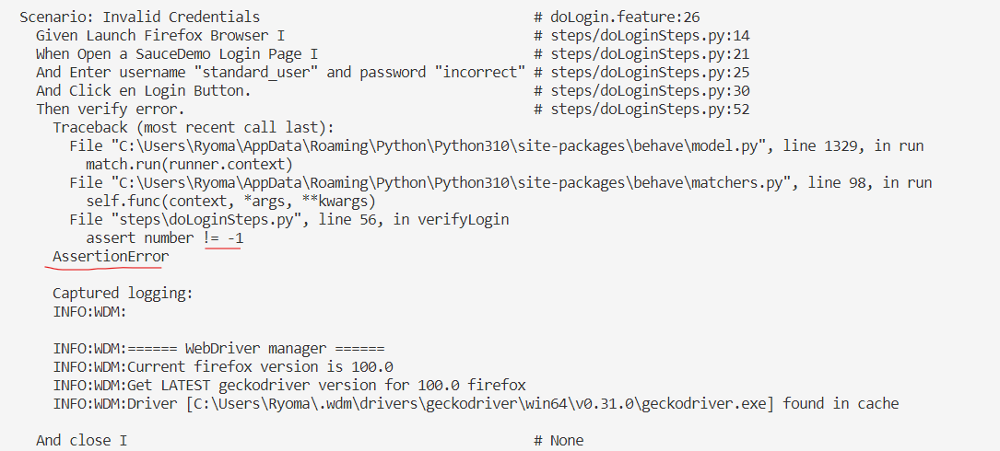 Scenario: Invalid Credentials # doLogin.feature:26
Given Launch Firefox Browser I # steps/doLoginSteps.py:14
When Open a SauceDemo Login Page I # steps/doLoginSteps.py:21
And Enter username "standard_user" and password "incorrect" # steps/doLoginSteps.py:25
And Click en Login Button. # steps/doLoginSteps.py:30
Then verify error. # steps/doLoginSteps.py:52
Traceback (most recent call last):
File "C:\Users\Ryoma\AppData\Roaming\Python\Python310\site-packages\behave\model.py", line 1329, in run
match.run(runner.context)
File "C:\Users\Ryoma\AppData\Roaming\Python\Python310\site-packages\behave\matchers.py", line 98, in run
self.func(context, *args, **kwargs)
File "steps\doLoginSteps.py", line 56, in verifyLogin
assert number != -1
AssertionError
Captured logging:
INFO:WDM:
INFO:WDM:====== WebDriver manager ======
INFO:WDM:Current firefox version is 100.0
INFO:WDM:Get LATEST geckodriver version for 100.0 firefox
INFO:WDM:Driver [C:\Users\Ryoma\.wdm\drivers\geckodriver\win64\v0.31.0\geckodriver.exe] found in cache
And close I # None